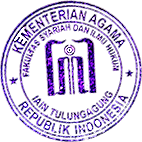 KEMENTERIAN AGAMA
FAKULTAS SYARIAH DAN ILMU HUKUM
IAIN TULUNGAGUNG
REPUBLIK INDONESIA